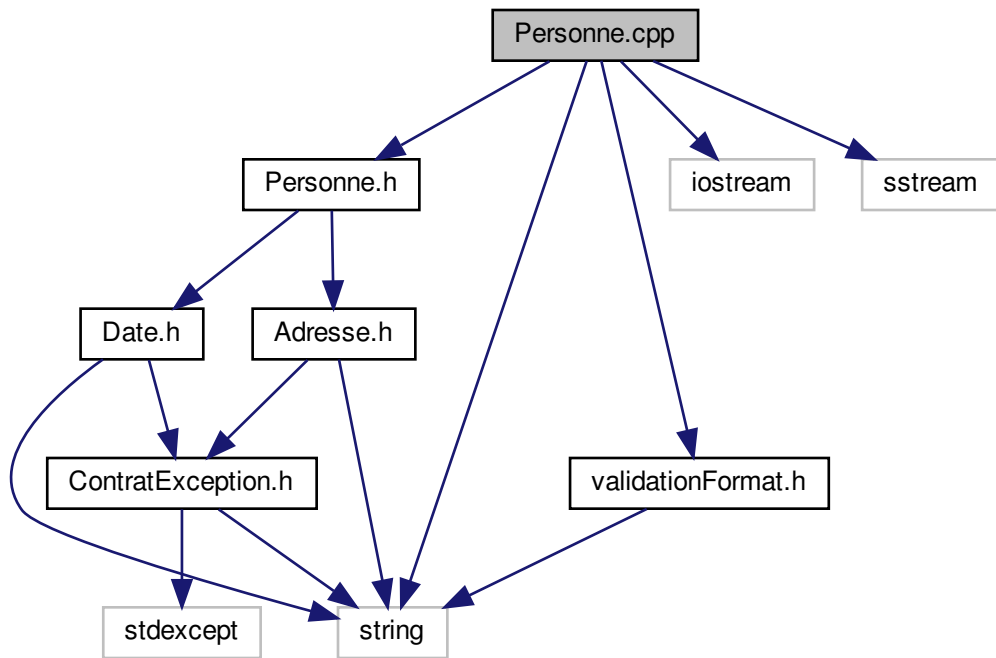 Personne.cpp
Personne.h
iostream
sstream
Date.h
Adresse.h
ContratException.h
validationFormat.h
stdexcept
string